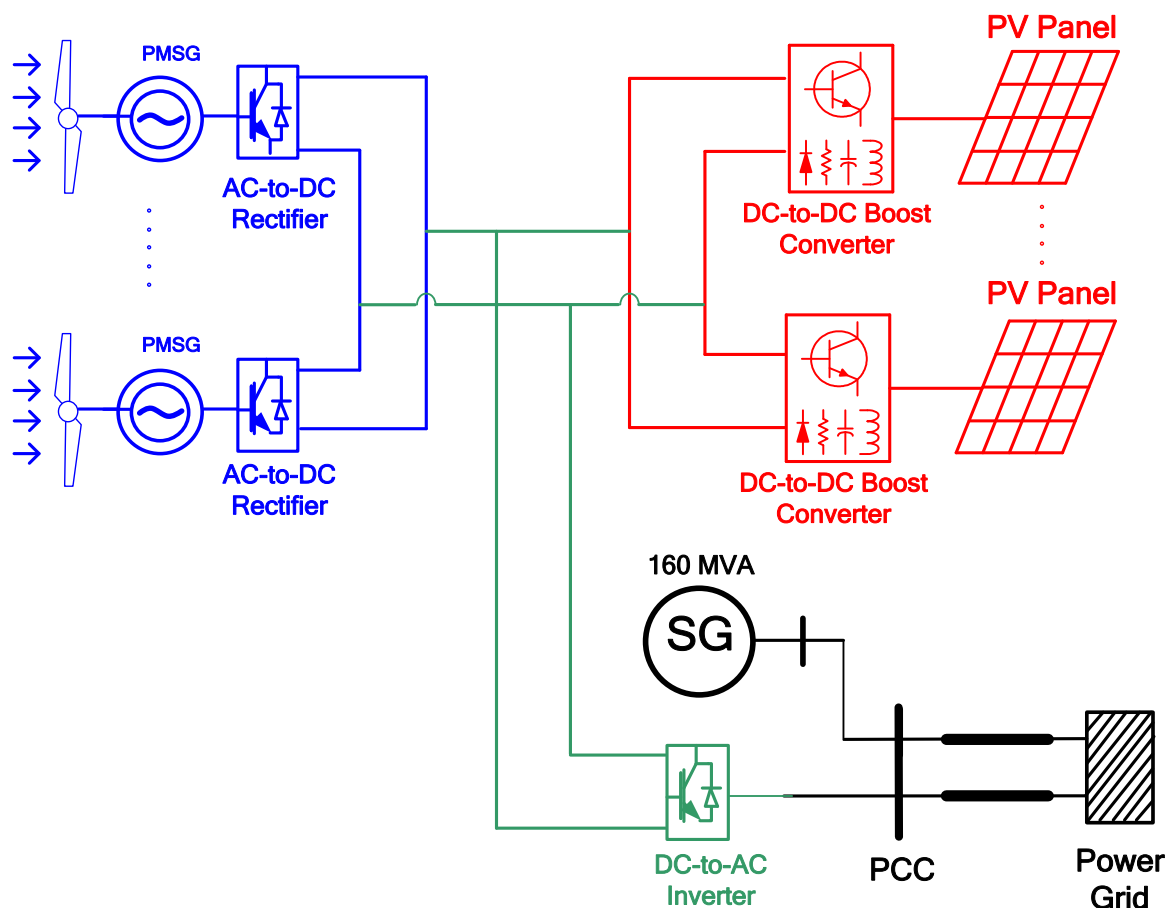 PV Panel
PMSG
AC-to-DC
Rectifier
DC-to-DC Boost
Converter
PV Panel
PMSG
AC-to-DC
Rectifier
DC-to-DC Boost
Converter
160 MVA
SG
DC-to-AC
Inverter
PCC
Power
Grid